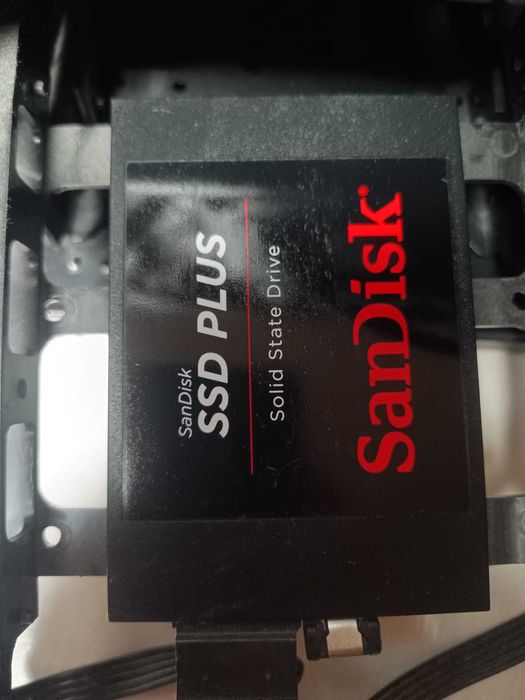 SanDisk
SSD PLUS
Solid State Drive
SanDisk®